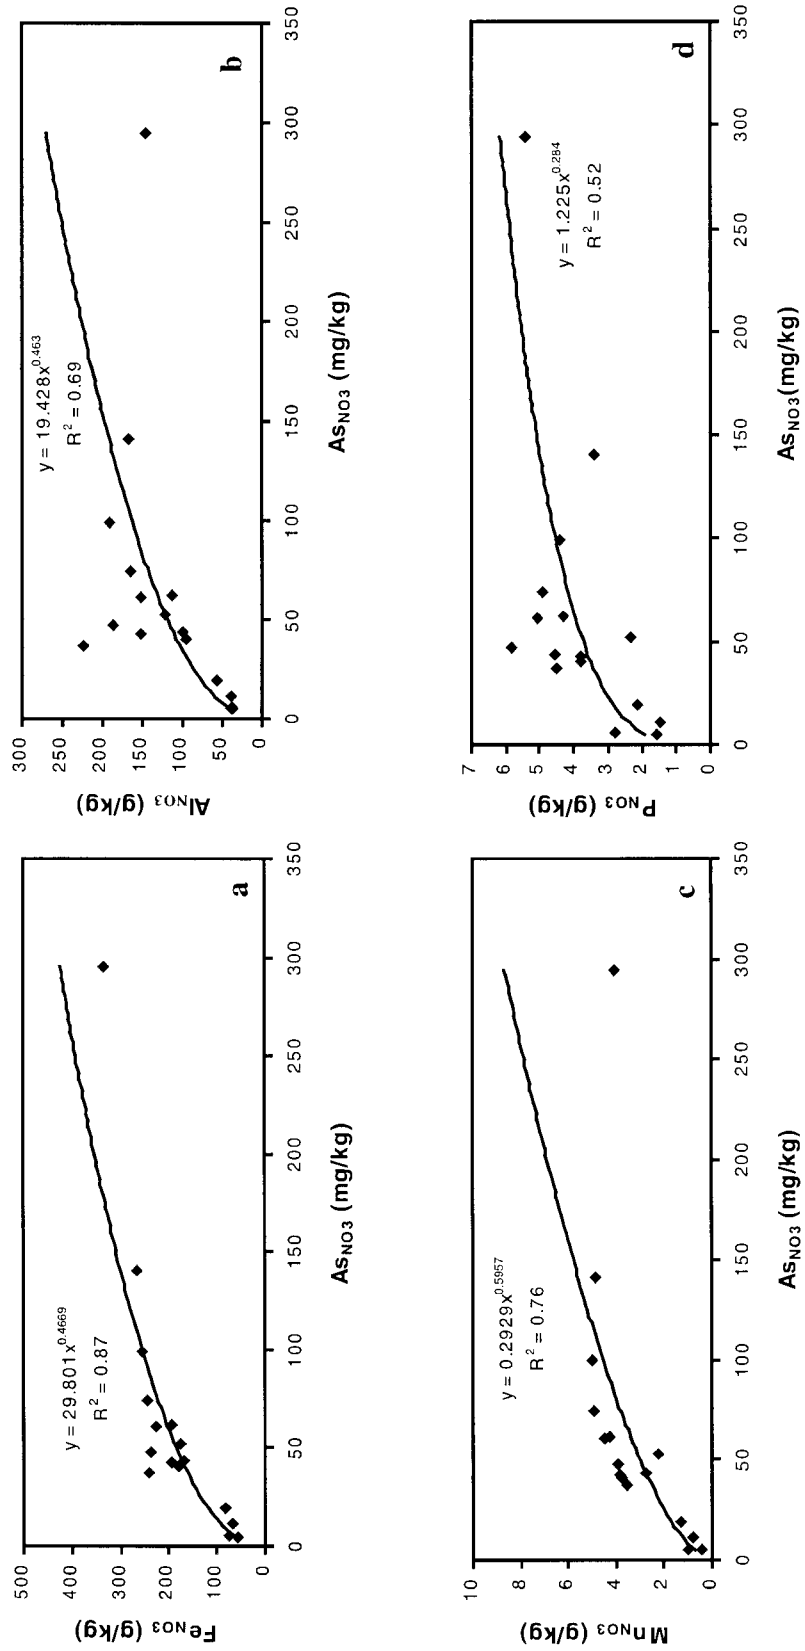 500
400
300
200
100
0
Fe_NO3 (g/kg)
y = 29.801x^0.4669
R^2 = 0.87
a
0 50 100 150 200 250 300 350
As_NO3 (mg/kg)
300
250
200
150
100
50
0
Al_NO3 (g/kg)
y = 19.428x^0.463
R^2 = 0.69
b
0 50 100 150 200 250 300 350
As_NO3 (mg/kg)
10
8
6
4
2
0
Mn_NO3 (g/kg)
y = 0.2929x^0.5957
R^2 = 0.76
c
0 50 100 150 200 250 300 350
As_NO3 (mg/kg)
7
6
5
4
3
2
1
0
P_NO3 (g/kg)
y = 1.225x^0.284
R^2 = 0.52
d
0 50 100 150 200 250 300 350
As_NO3(mg/kg)